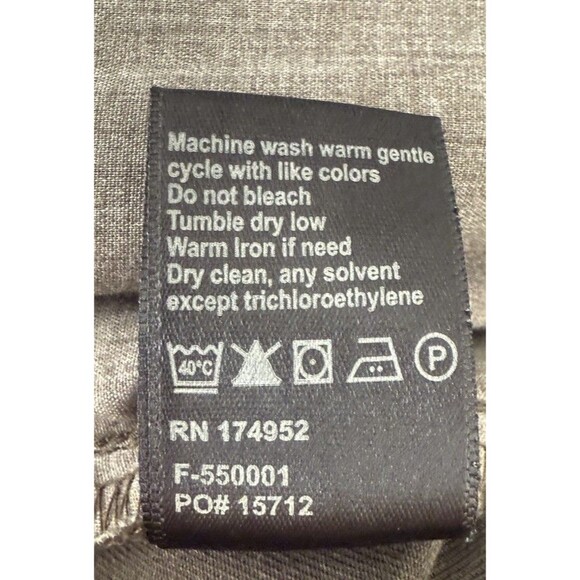 Machine wash warm gentle
cycle with like colors
Do not bleach
Tumble dry low
Warm Iron if need
Dry clean, any solvent
except trichloroethylene
40°C P
RN 174952
F-550001
PO# 15712